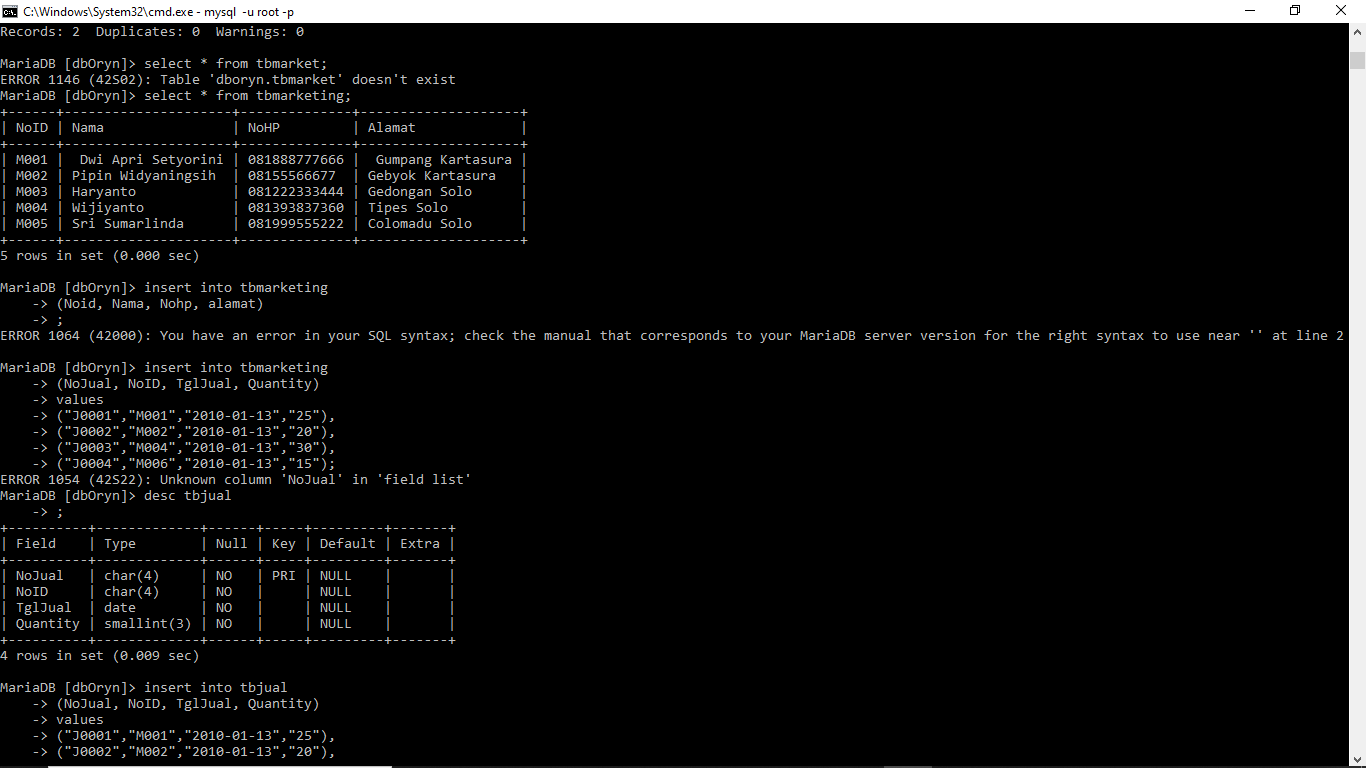 C:\Windows\System32\cmd.exe - mysql  -u root -p
Records: 2  Duplicates: 0  Warnings: 0
MariaDB [dbOryn]> select * from tbmarket;
ERROR 1146 (42S02): Table 'dboryn.tbmarket' doesn't exist
MariaDB [dbOryn]> select * from tbmarketing;
+------+---------------------+--------------+--------------------+
| NoID | Nama                | NoHP         | Alamat             |
+------+---------------------+--------------+--------------------+
| M001 |  Dwi Apri Setyorini | 081888777666 |  Gumpang Kartasura |
| M002 | Pipin Widyaningsih  | 08155566677  | Gebyok Kartasura   |
| M003 | Haryanto            | 081222333444 | Gedongan Solo      |
| M004 | Wijiyanto           | 081393837360 | Tipes Solo         |
| M005 | Sri Sumarlinda      | 081999555222 | Colomadu Solo      |
+------+---------------------+--------------+--------------------+
5 rows in set (0.000 sec)
MariaDB [dbOryn]> insert into tbmarketing
    -> (Noid, Nama, Nohp, alamat)
    -> ;
ERROR 1064 (42000): You have an error in your SQL syntax; check the manual that corresponds to your MariaDB server version for the right syntax to use near '' at line 2
MariaDB [dbOryn]> insert into tbmarketing
    -> (NoJual, NoID, TglJual, Quantity)
    -> values
    -> ("J0001","M001","2010-01-13","25"),
    -> ("J0002","M002","2010-01-13","20"),
    -> ("J0003","M004","2010-01-13","30"),
    -> ("J0004","M006","2010-01-13","15");
ERROR 1054 (42S22): Unknown column 'NoJual' in 'field list'
MariaDB [dbOryn]> desc tbjual
    -> ;
+----------+-------------+------+-----+---------+-------+
| Field    | Type        | Null | Key | Default | Extra |
+----------+-------------+------+-----+---------+-------+
| NoJual   | char(4)     | NO   | PRI | NULL    |       |
| NoID     | char(4)     | NO   |     | NULL    |       |
| TglJual  | date        | NO   |     | NULL    |       |
| Quantity | smallint(3) | NO   |     | NULL    |       |
+----------+-------------+------+-----+---------+-------+
4 rows in set (0.009 sec)
MariaDB [dbOryn]> insert into tbjual
    -> (NoJual, NoID, TglJual, Quantity)
    -> values
    -> ("J0001","M001","2010-01-13","25"),
    -> ("J0002","M002","2010-01-13","20"),